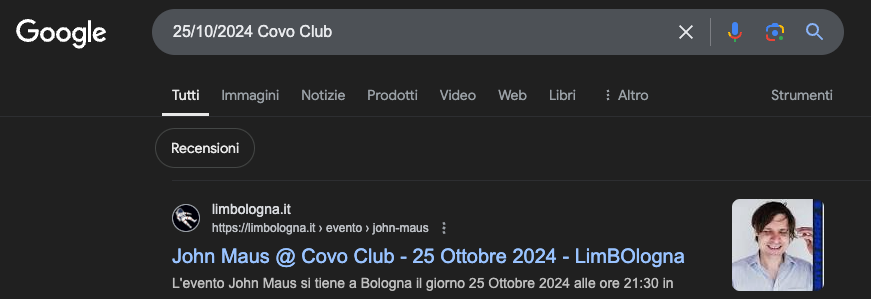 Google
25/10/2024 Covo Club
Tutti Immagini Notizie Prodotti Video Web Libri Altro Strumenti
Recensioni
limbologna.it
https://limbologna.it › evento › john-maus
John Maus @ Covo Club - 25 Ottobre 2024 - LimBOlogna
L'evento John Maus si tiene a Bologna il giorno 25 Ottobre 2024 alle ore 21:30 in